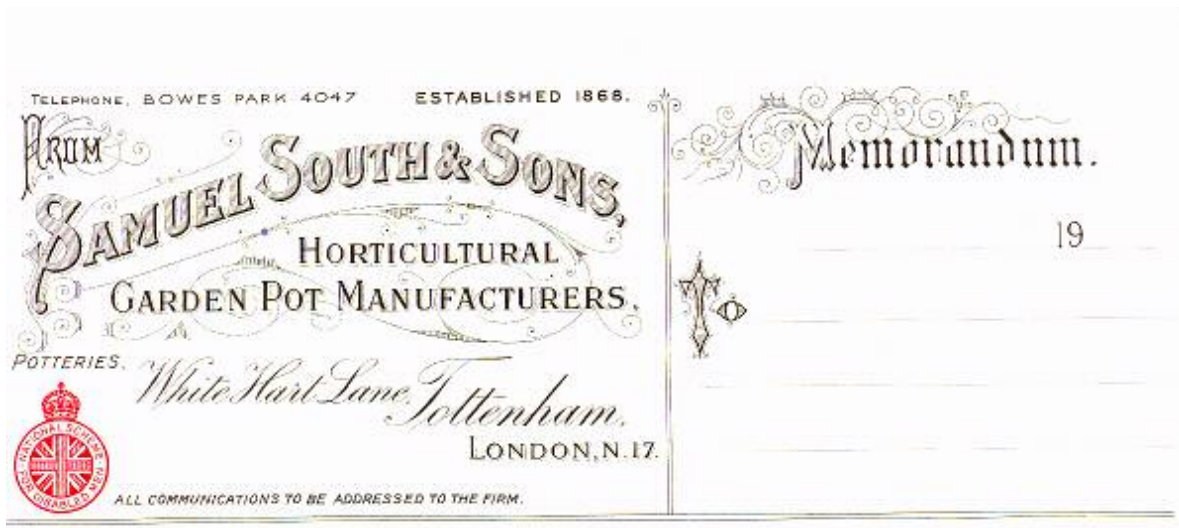 TELEPHONE, BOWES PARK 4047
ESTABLISHED 1868.
FROM
SAMUEL SOUTH & SONS,
HORTICULTURAL
GARDEN POT MANUFACTURERS.
POTTERIES.
White Hart Lane, Tottenham.
LONDON, N.17.
NATIONAL SCHEME
FOR DISABLED MEN
ALL COMMUNICATIONS TO BE ADDRESSED TO THE FIRM.
Memorandum.
19
To